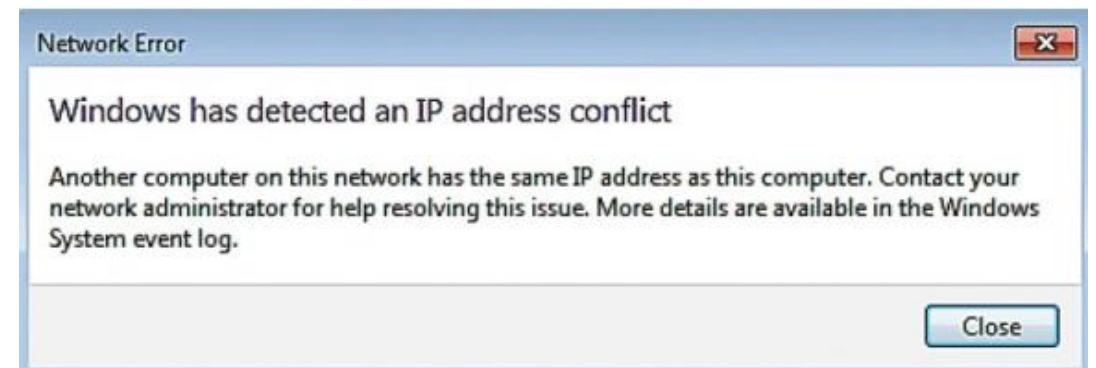 Network Error
Windows has detected an IP address conflict
Another computer on this network has the same IP address as this computer. Contact your
network administrator for help resolving this issue. More details are available in the Windows
System event log.
Close